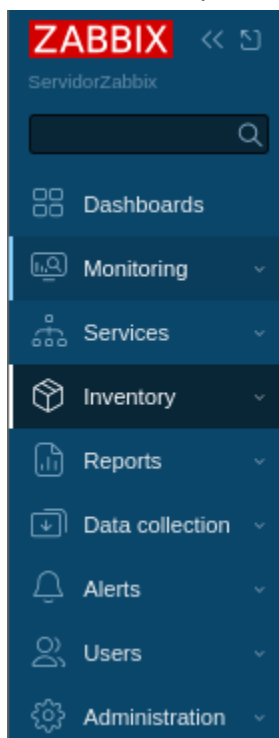 ZABBIX
ServidorZabbix
Dashboards
Monitoring
Services
Inventory
Reports
Data collection
Alerts
Users
Administration